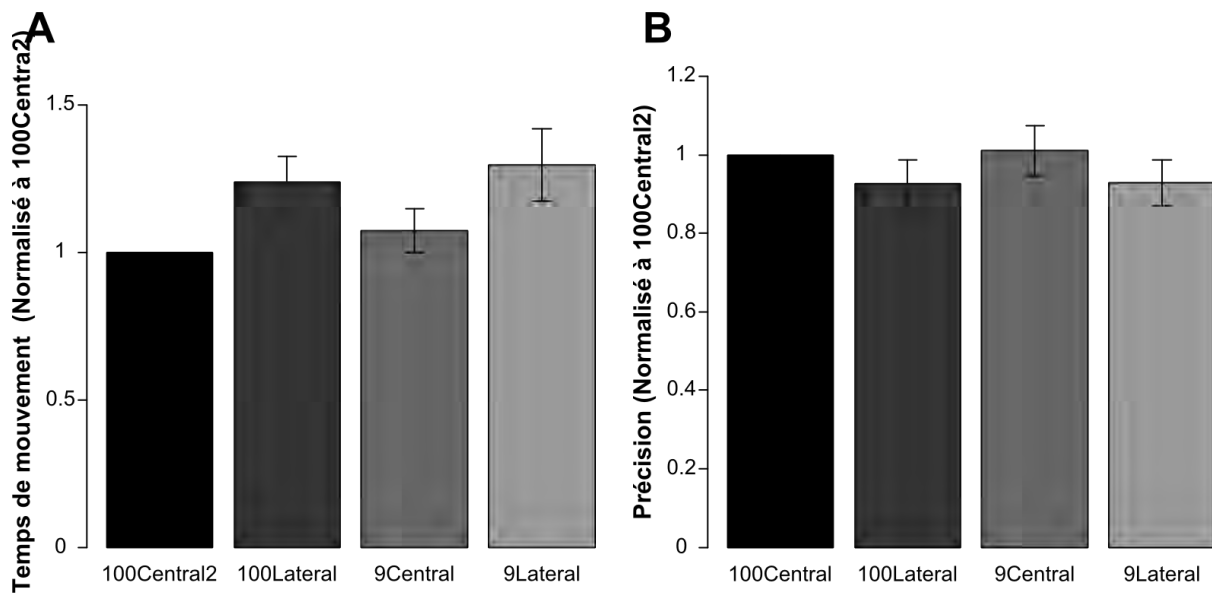 A
Temps de mouvement (Normalisé à 100Centra2)
1.5
1
0.5
0
100Central2
100Lateral
9Central
9Lateral
B
Précision (Normalisé à 100Central2)
1.2
1
0.8
0.6
0.4
0.2
0
100Central
100Lateral
9Central
9Lateral